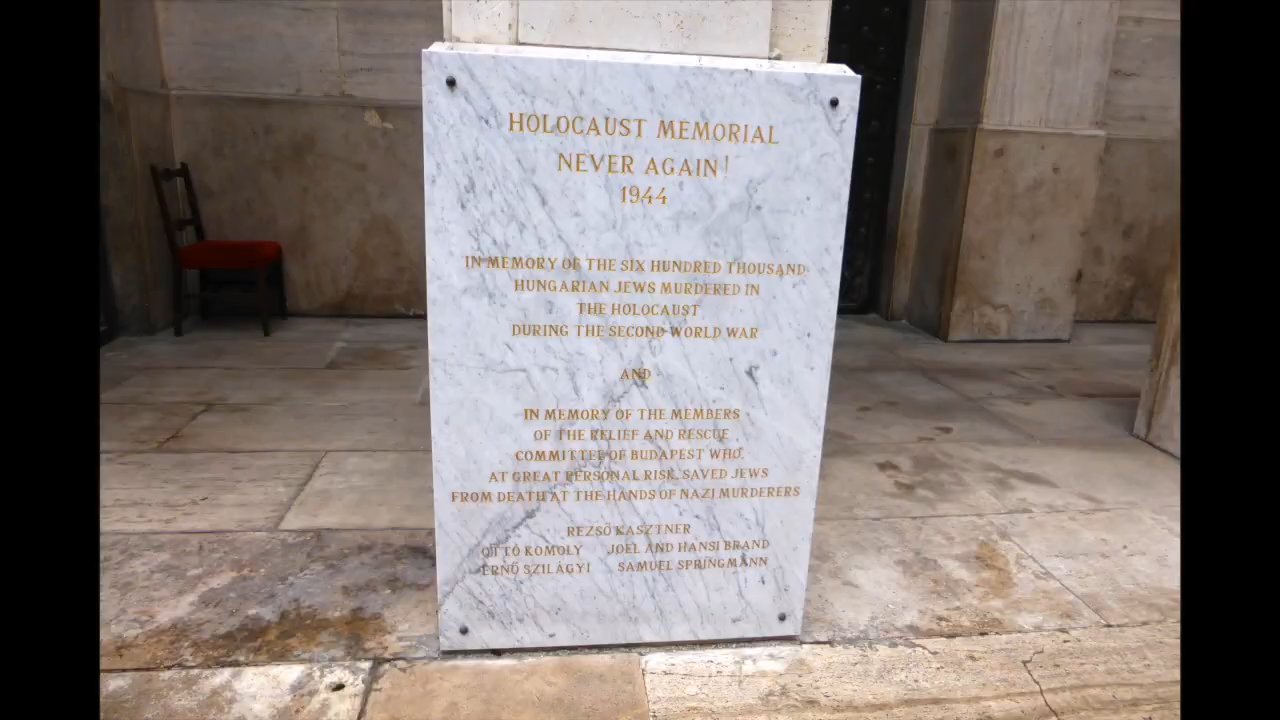 HOLOCAUST MEMORIAL
NEVER AGAIN!
1944
IN MEMORY OF THE SIX HUNDRED THOUSAND
HUNGARIAN JEWS MURDERED IN
THE HOLOCAUST
DURING THE SECOND WORLD WAR
AND
IN MEMORY OF THE MEMBERS
OF THE RELIEF AND RESCUE
COMMITTEE OF BUDAPEST WHO,
AT GREAT PERSONAL RISK, SAVED JEWS
FROM DEATH AT THE HANDS OF NAZI MURDERERS
REZSŐ KASZTNER
OTTÓ KOMOLY JOEL AND HANSI BRAND
ERNŐ SZILÁGYI SAMUEL SPRINGMANN